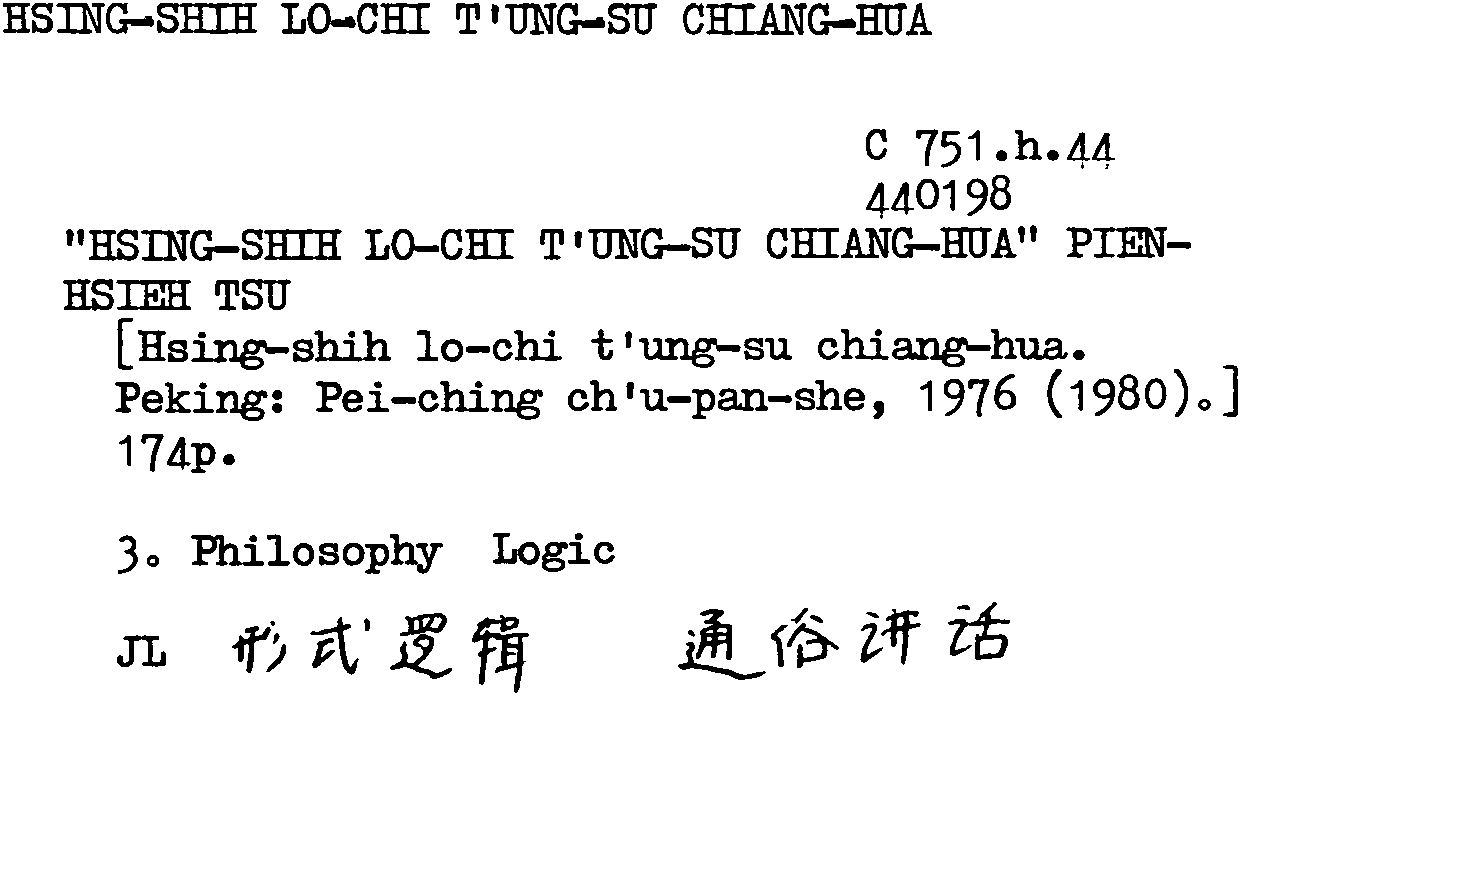 HSING-SHIH LO-CHI T'UNG-SU CHIANG-HUA
C 751.h.44
440198
"HSING-SHIH LO-CHI T'UNG-SU CHIANG-HUA" PIEN-
HSIEH TSU
[Hsing-shih lo-chi t'ung-su chiang-hua.
Peking: Pei-ching ch'u-pan-she, 1976 (1980).]
174p.
3. Philosophy Logic
JL 形式逻辑 通俗讲话